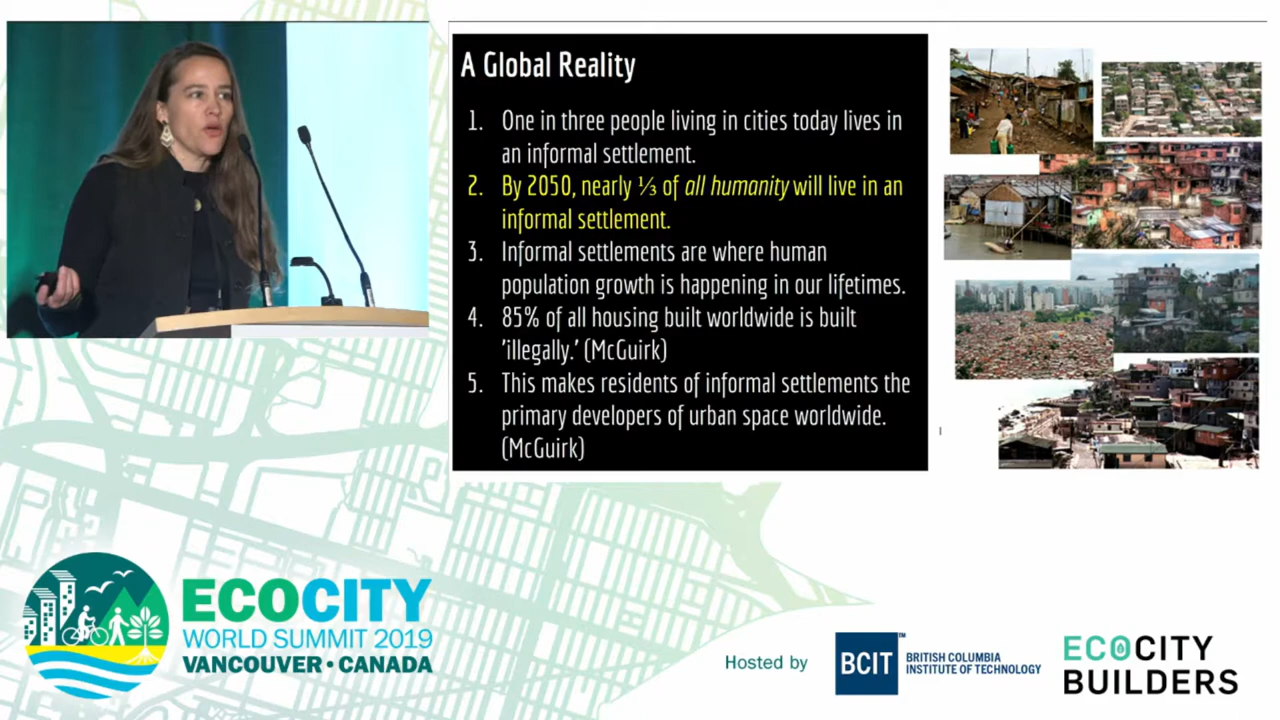 A Global Reality
1. One in three people living in cities today lives in
an informal settlement.
2. By 2050, nearly ⅓ of all humanity will live in an
informal settlement.
3. Informal settlements are where human
population growth is happening in our lifetimes.
4. 85% of all housing built worldwide is built
'illegally.' (McGuirk)
5. This makes residents of informal settlements the
primary developers of urban space worldwide.
(McGuirk)
ECOCITY
WORLD SUMMIT 2019
VANCOUVER • CANADA
Hosted by
BCIT™
BRITISH COLUMBIA
INSTITUTE OF TECHNOLOGY
ECOCITY
BUILDERS